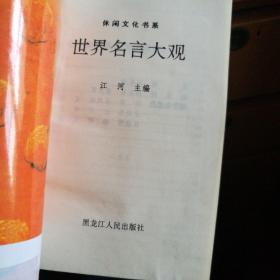 休闲文化书系
世界名言大观
江河 主编
黑龙江人民出版社